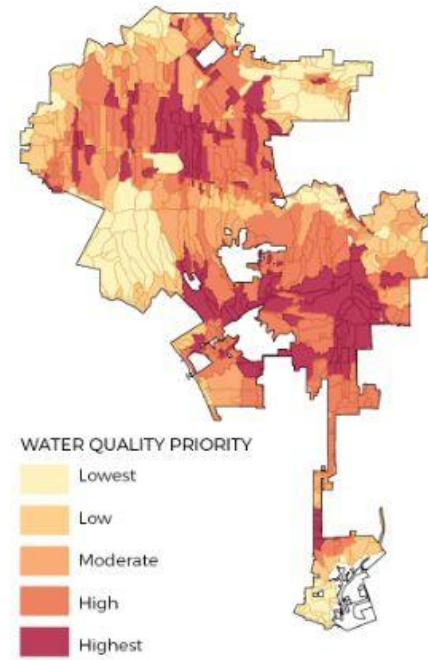 WATER QUALITY PRIORITY
Lowest
Low
Moderate
High
Highest